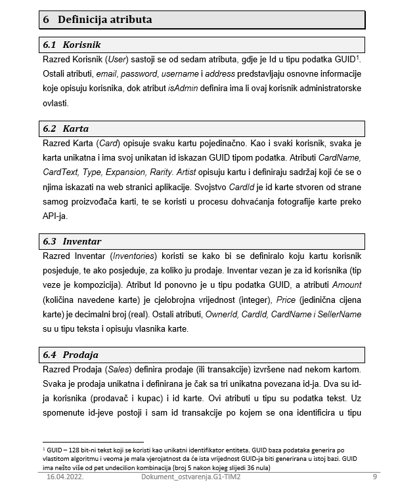 6 Definicija atributa
6.1 Korisnik
Razred Korisnik (User) sastoji se od sedam atributa, gdje je Id u tipu podatka GUID¹.
Ostali atributi, email, password, username i address predstavljaju osnovne informacije
koje opisuju korisnika, dok atribut isAdmin definira ima li ovaj korisnik administratorske
ovlasti.
6.2 Karta
Razred Karta (Card) opisuje svaku kartu pojedinačno. Kao i svaki korisnik, svaka je
karta unikatna i ima svoj unikatan id iskazan GUID tipom podatka. Atributi CardName,
CardText, Type, Expansion, Rarity. Artist opisuju kartu i definiraju sadržaj koji će se o
njima iskazati na web stranici aplikacije. Svojstvo CardId je id karte stvoren od strane
samog proizvođača karti, te se koristi u procesu dohvaćanja fotografije karte preko
API-ja.
6.3 Inventar
Razred Inventar (Inventories) koristi se kako bi se definiralo koju kartu korisnik
posjeduje, te ako posjeduje, za koliko ju prodaje. Inventar vezan je za id korisnika (tip
veze je kompozicija). Atribut Id ponovno je u tipu podatka GUID, a atributi Amount
(količina navedene karte) je cjelobrojna vrijednost (integer), Price (jedinična cijena
karte) je decimalni broj (real). Ostali atributi, OwnerId, CardId, CardName i SellerName
su u tipu teksta i opisuju vlasnika karte.
6.4 Prodaja
Razred Prodaja (Sales) definira prodaje (ili transakcije) izvršene nad nekom kartom.
Svaka je prodaja unikatna i definirana je čak sa tri unikatna povezana id-ja. Dva su id-
ja korisnika (prodavač i kupac) i id karte. Ovi atributi u tipu su podatka tekst. Uz
spomenute id-jeve postoji i sam id transakcije po kojem se ona identificira u tipu
¹ GUID – 128 bit-ni tekst koji se koristi kao unikatni identifikator entiteta. GUID baza podataka generira po
vlastitom algoritmu i veoma je mala vjerojatnost da će ista vrijednost GUID-ja biti generirana u istoj bazi. GUID
ima nešto više od pet undecilion kombinacija (broj 5 nakon kojeg slijedi 36 nula)
16.04.2022. Dokument_ostvarenja.G1-TIM2 9